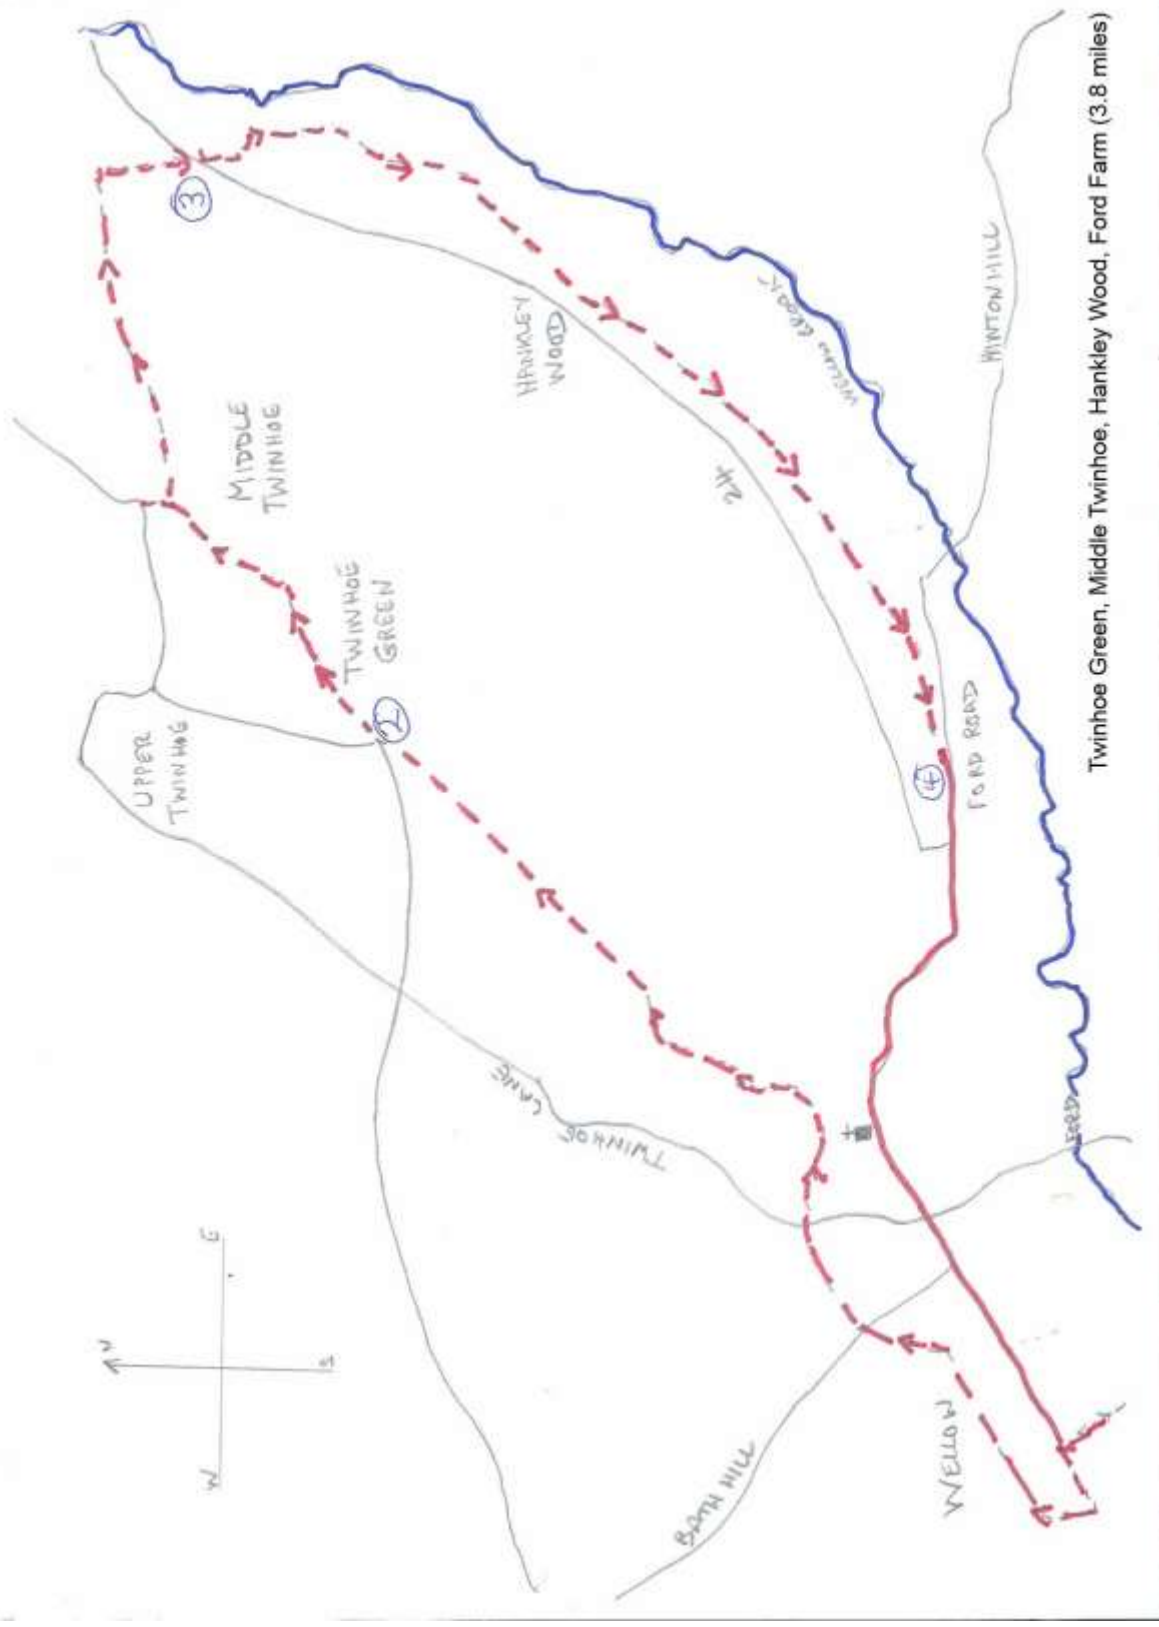 N
W
E
S
UPPER
TWINHOE
MIDDLE
TWINHOE
3
TWINHOE
GREEN
2
HANKLEY
WOOD
TWINHOE
LANE
BATH HILL
WELLOW
WELLOW BROOK
HINTON HILL
4
FORD ROAD
FORD
Twinhoe Green, Middle Twinhoe, Hankley Wood, Ford Farm (3.8 miles)